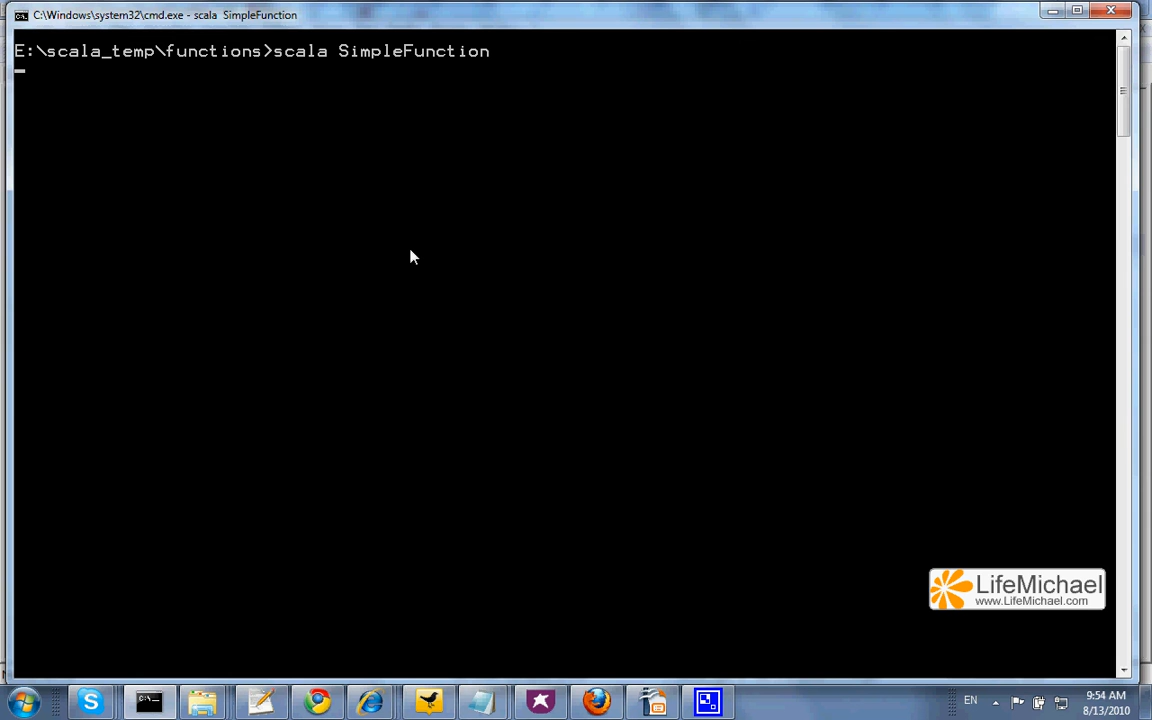 C:\Windows\system32\cmd.exe - scala  SimpleFunction
E:\scala_temp\functions>scala SimpleFunction
LifeMichael
www.LifeMichael.com
EN
9:54 AM
8/13/2010